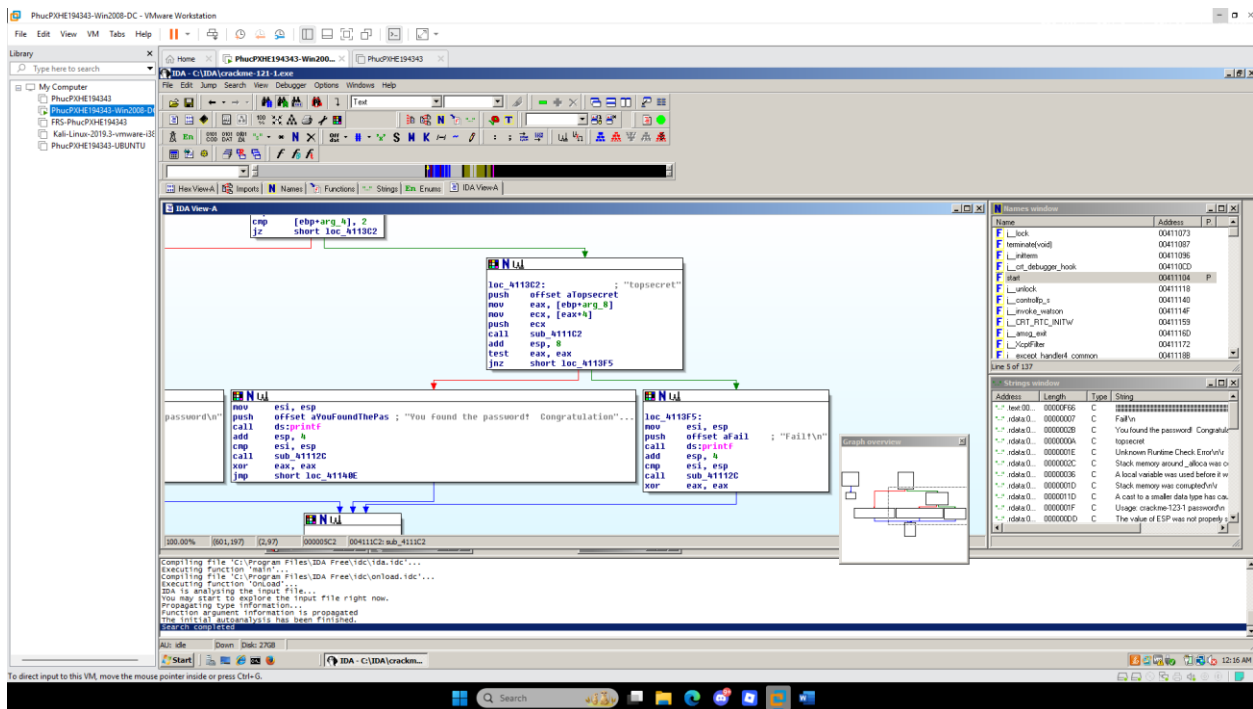 PhucPXHE194343-Win2008-DC - VMware Workstation
File Edit View VM Tabs Help
Library
Type here to search
My Computer
PhucPXHE194343
PhucPXHE194343-Win2008-D
FRS-PhucPXHE194343
Kali-Linux-2019.3-vmware-i38
PhucPXHE194343-UBUNTU
Home PhucPXHE194343-Win200... PhucPXHE194343
IDA - C:\IDA\crackme-121-1.exe
File Edit Jump Search View Debugger Options Windows Help
Text
Hex View-A Imports Names Functions Strings Enums IDA View-A
IDA View-A
cmp [ebp+arg_4], 2
jz short loc_4113C2
loc_4113C2: ; "topsecret"
push offset aTopsecret
mov eax, [ebp+arg_8]
mov ecx, [eax+4]
push ecx
call sub_4111C2
add esp, 8
test eax, eax
jnz short loc_4113F5
password\n"
mov esi, esp
push offset aYouFoundThePas ; "You found the password! Congratulation"...
call ds:printf
add esp, 4
cmp esi, esp
call sub_41112C
xor eax, eax
jmp short loc_41140E
loc_4113F5:
mov esi, esp
push offset aFail ; "Fail!\n"
call ds:printf
add esp, 4
cmp esi, esp
call sub_41112C
xor eax, eax
Graph overview
100.00% (601,197) (2,97) 000005C2 004111C2: sub_4111C2
Names window
Name Address P.
i__lock 00411073
terminate(void) 00411087
i__initterm 00411096
i__crt_debugger_hook 004110CD
start 00411104 P
i__unlock 00411118
i__controlfp_s 00411140
i__invoke_watson 0041114F
i__CRT_RTC_INITW 00411159
i__amsg_exit 0041116D
i__XcptFilter 00411172
i__except_handler4_common 0041118B
Line 5 of 137
Strings window
Address Length Type String
.text:00... 00000F66 C
.rdata:0... 00000007 C Fail!\n
.rdata:0... 0000002B C You found the password! Congratula
.rdata:0... 0000000A C topsecret
.rdata:0... 0000001E C Unknown Runtime Check Error\n\r
.rdata:0... 0000002C C Stack memory around _alloca was co
.rdata:0... 00000036 C A local variable was used before it w
.rdata:0... 0000001D C Stack memory was corrupted\n\r
.rdata:0... 0000011D C A cast to a smaller data type has cau
.rdata:0... 0000001F C Usage: crackme-123-1 password\n
.rdata:0... 000000DD C The value of ESP was not properly s
Compiling file 'C:\Program Files\IDA Free\idc\ida.idc'...
Executing function 'main'...
Compiling file 'C:\Program Files\IDA Free\idc\onload.idc'...
Executing function 'OnLoad'...
IDA is analysing the input file...
You may start to explore the input file right now.
Propagating type information...
Function argument information is propagated
The initial autoanalysis has been finished.
Search completed
AU: idle Down Disk: 27GB
Start IDA - C:\IDA\crackm... 12:16 AM
To direct input to this VM, move the mouse pointer inside or press Ctrl+G.
Search